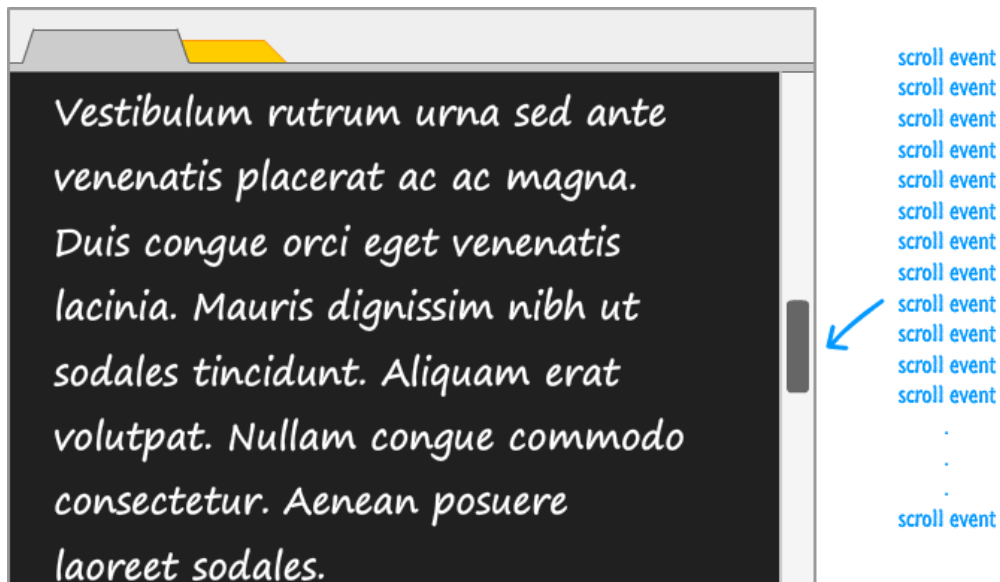 Vestibulum rutrum urna sed ante
venenatis placerat ac ac magna.
Duis congue orci eget venenatis
lacinia. Mauris dignissim nibh ut
sodales tincidunt. Aliquam erat
volutpat. Nullam congue commodo
consectetur. Aenean posuere
laoreet sodales.
scroll event
scroll event
scroll event
scroll event
scroll event
scroll event
scroll event
scroll event
scroll event
scroll event
scroll event
scroll event
.
.
.
scroll event